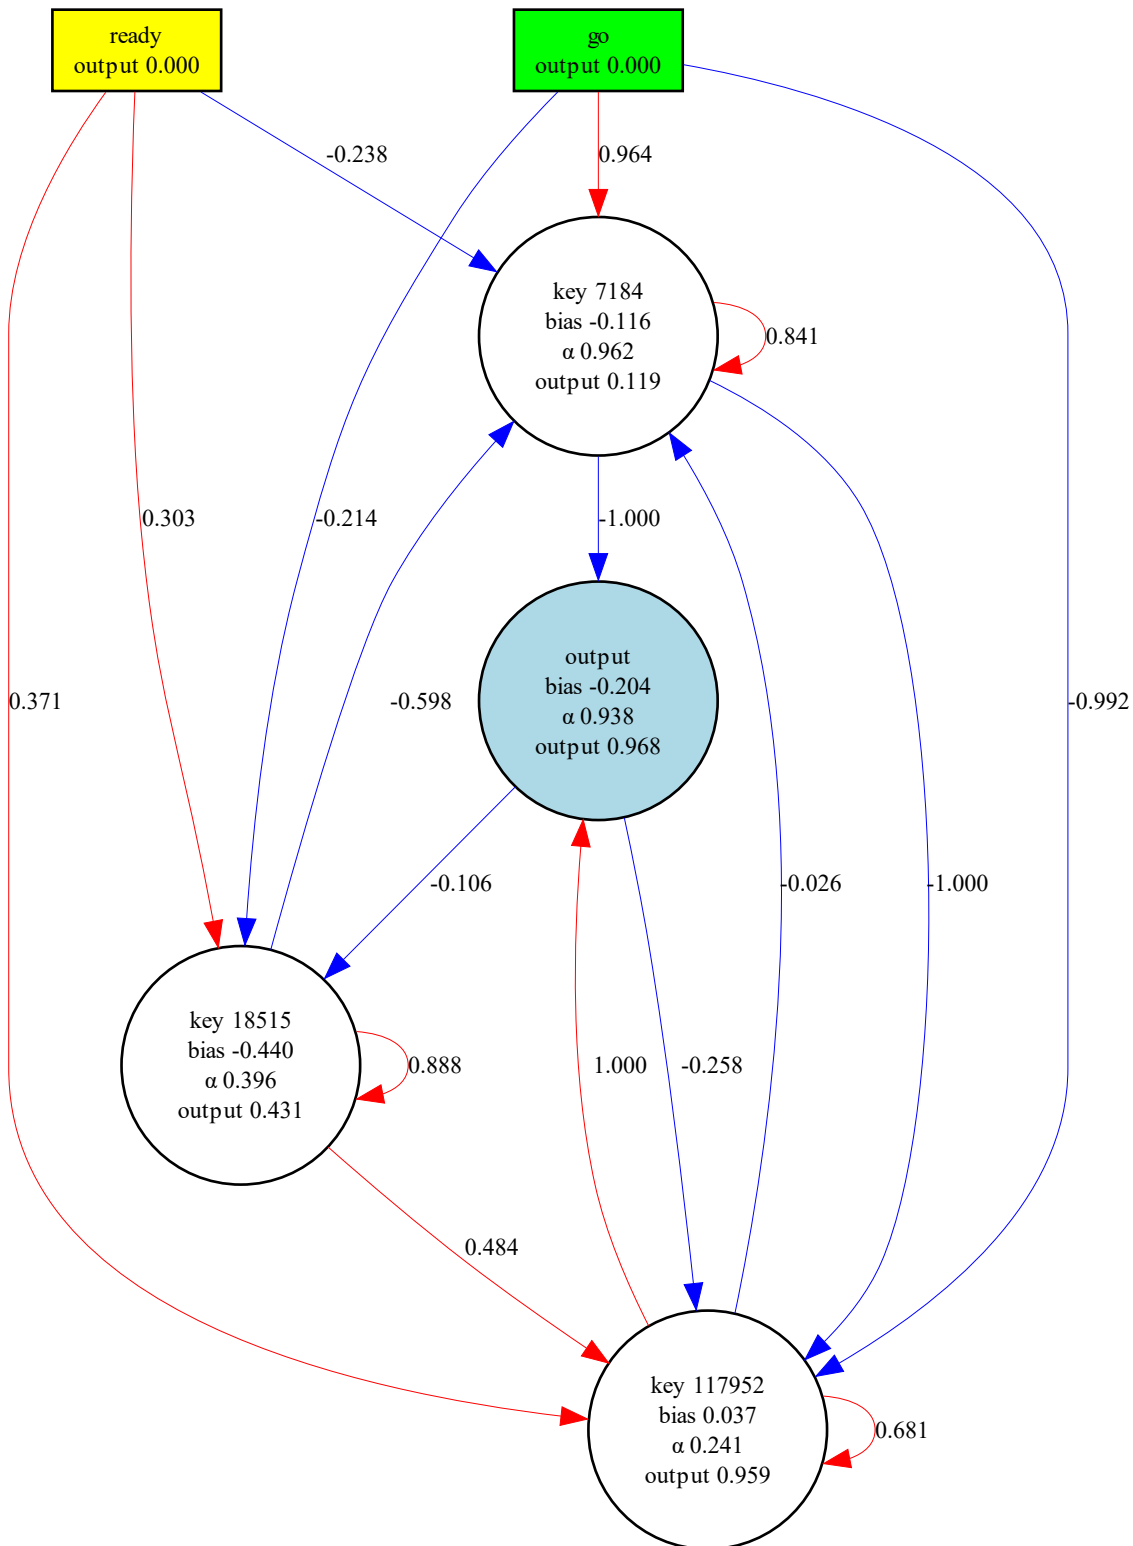 ready
output 0.000
go
output 0.000
-0.238
0.964
key 7184
bias -0.116
α 0.962
output 0.119
0.841
0.303
-0.214
-1.000
output
bias -0.204
α 0.938
output 0.968
0.371
-0.598
-0.992
-0.106
-0.026
-1.000
key 18515
bias -0.440
α 0.396
output 0.431
0.888
1.000
-0.258
0.484
key 117952
bias 0.037
α 0.241
output 0.959
0.681